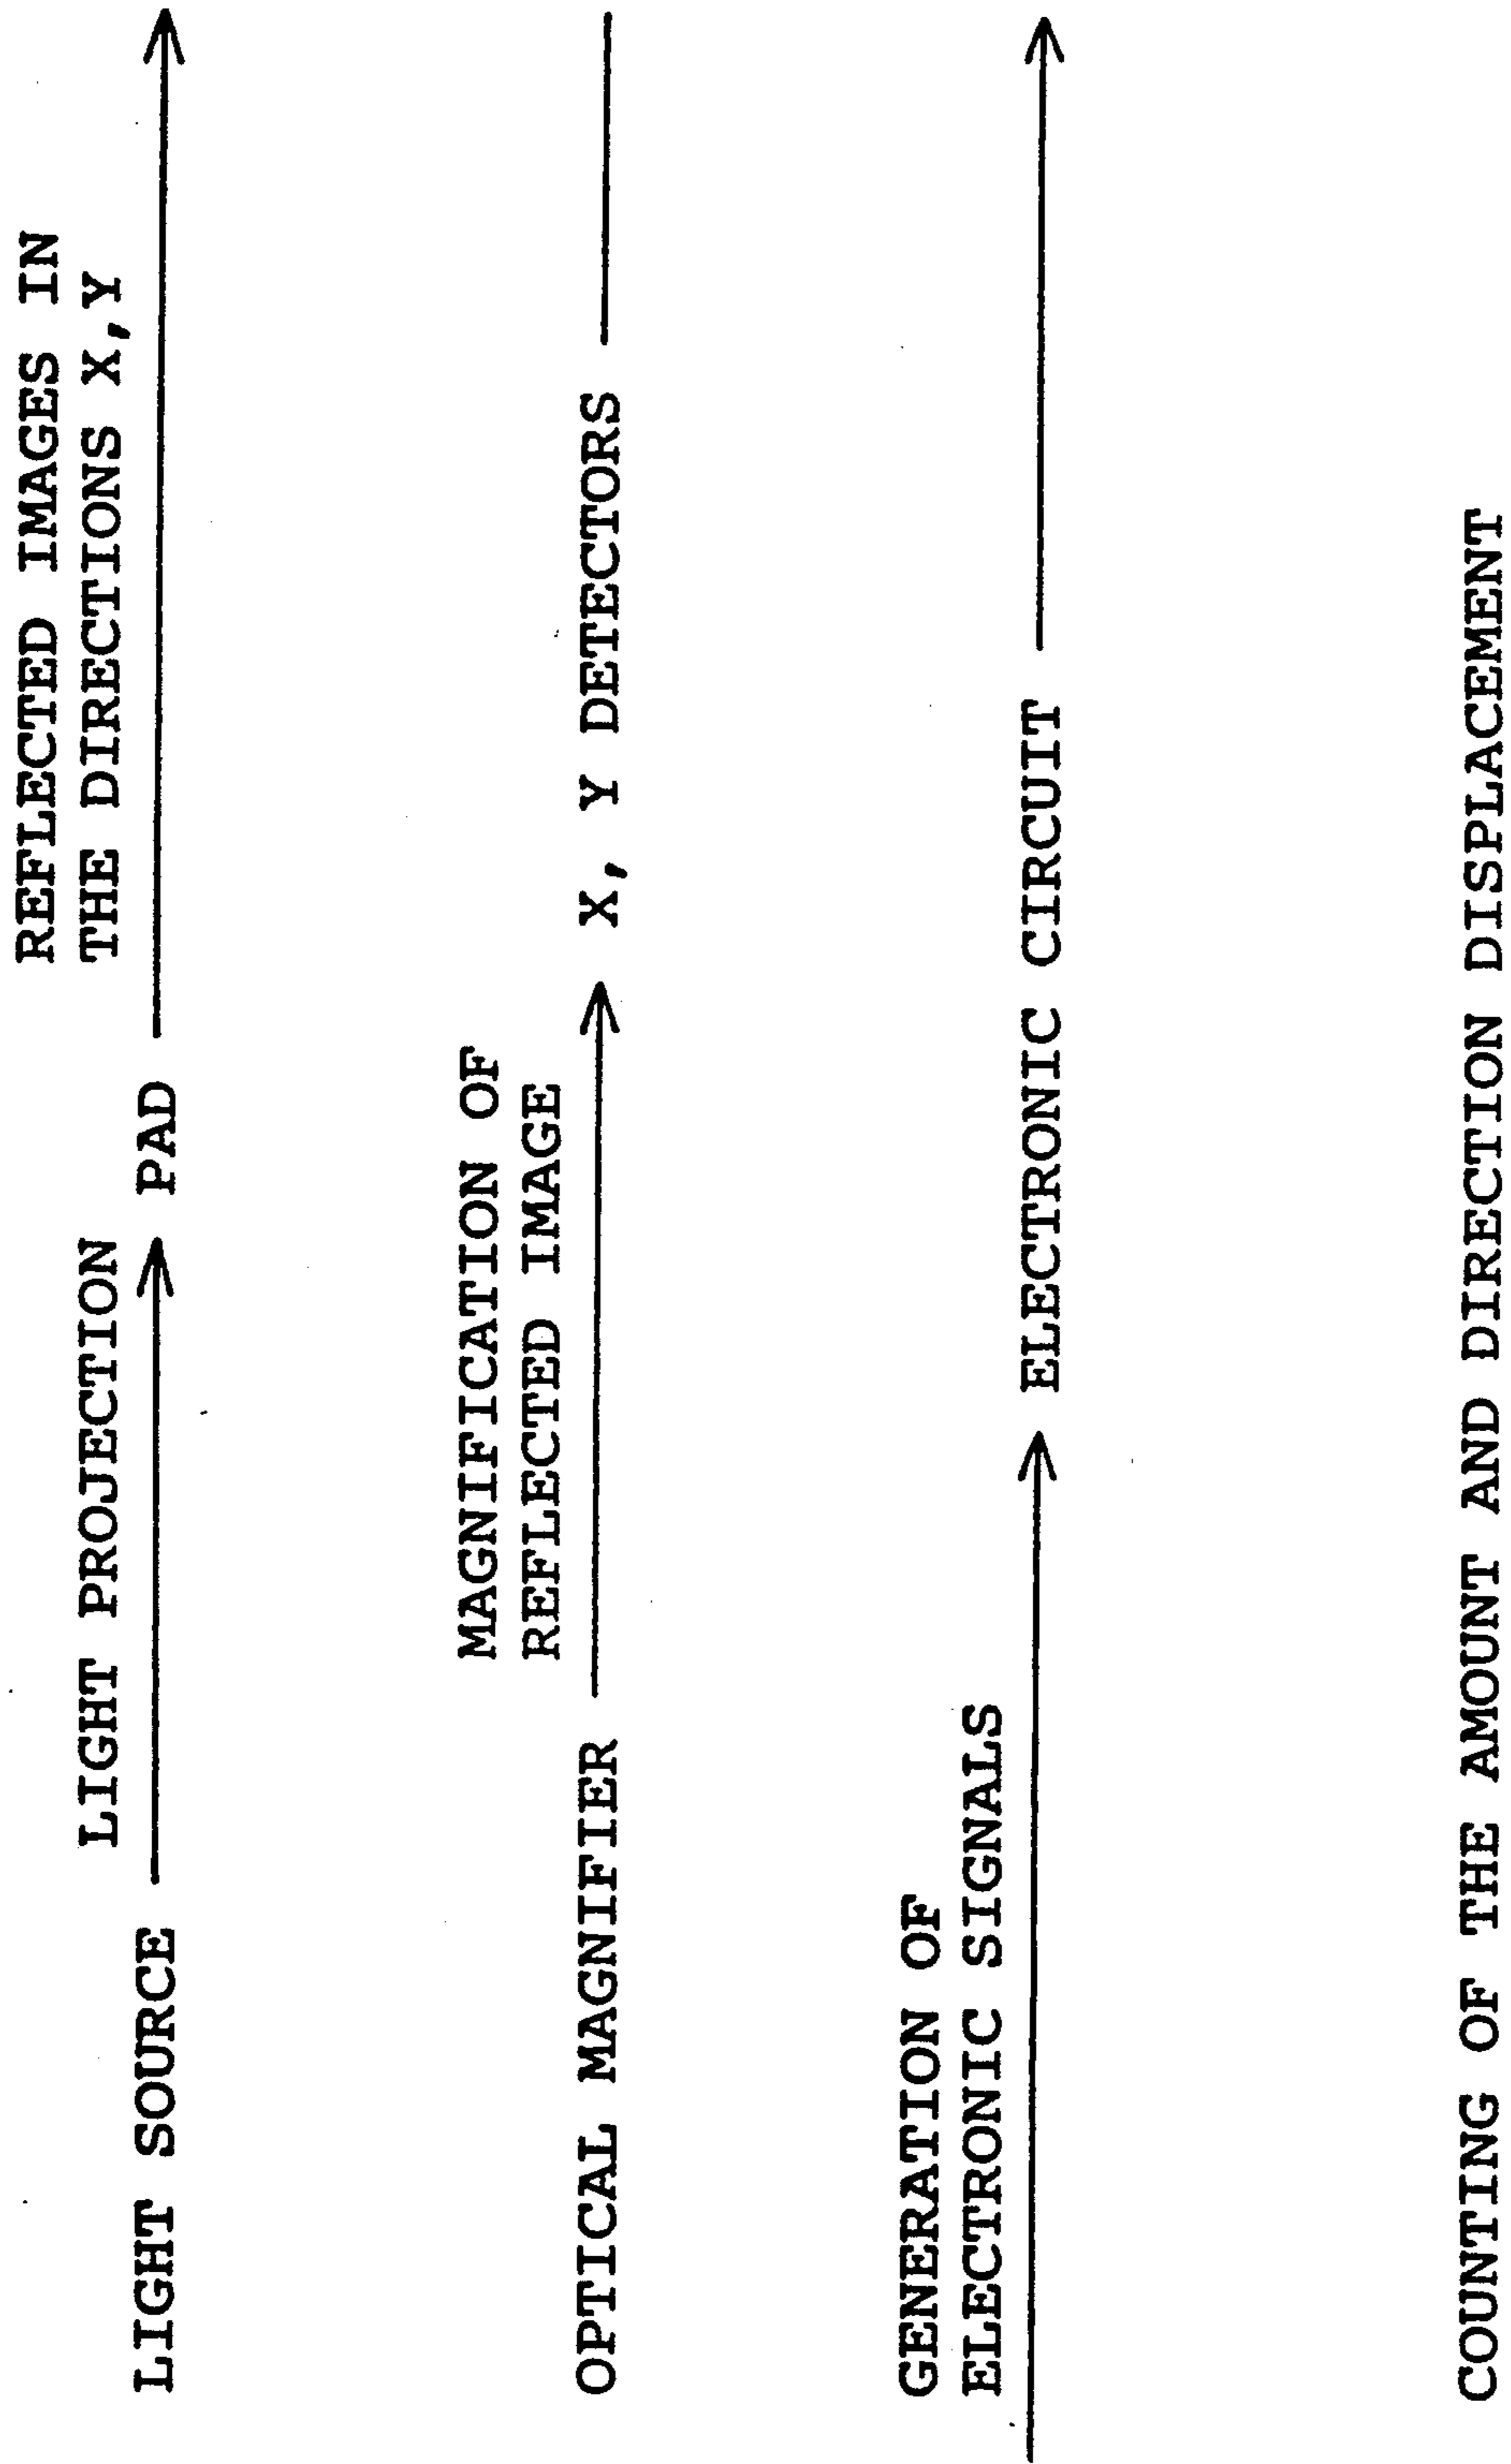 REFLECTED IMAGES IN
LIGHT PROJECTION THE DIRECTIONS X,Y
LIGHT SOURCE PAD
MAGNIFICATION OF
REFLECTED IMAGE
OPTICAL MAGNIFIER X, Y DETECTORS
GENERATION OF
ELECTRONIC SIGNALS
ELECTRONIC CIRCUIT
COUNTING OF THE AMOUNT AND DIRECTION DISPLACEMENT